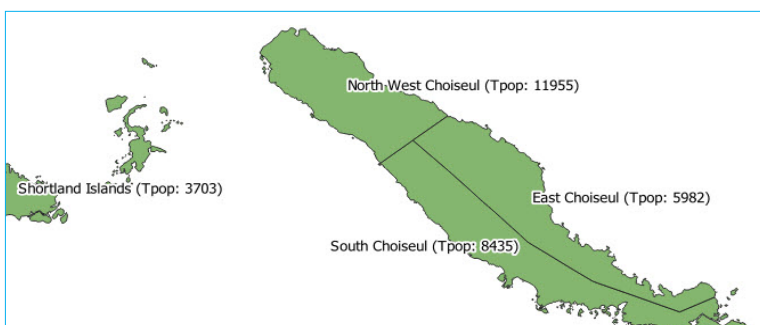 North West Choiseul (Tpop: 11955)
Shortland Islands (Tpop: 3703)
East Choiseul (Tpop: 5982)
South Choiseul (Tpop: 8435)